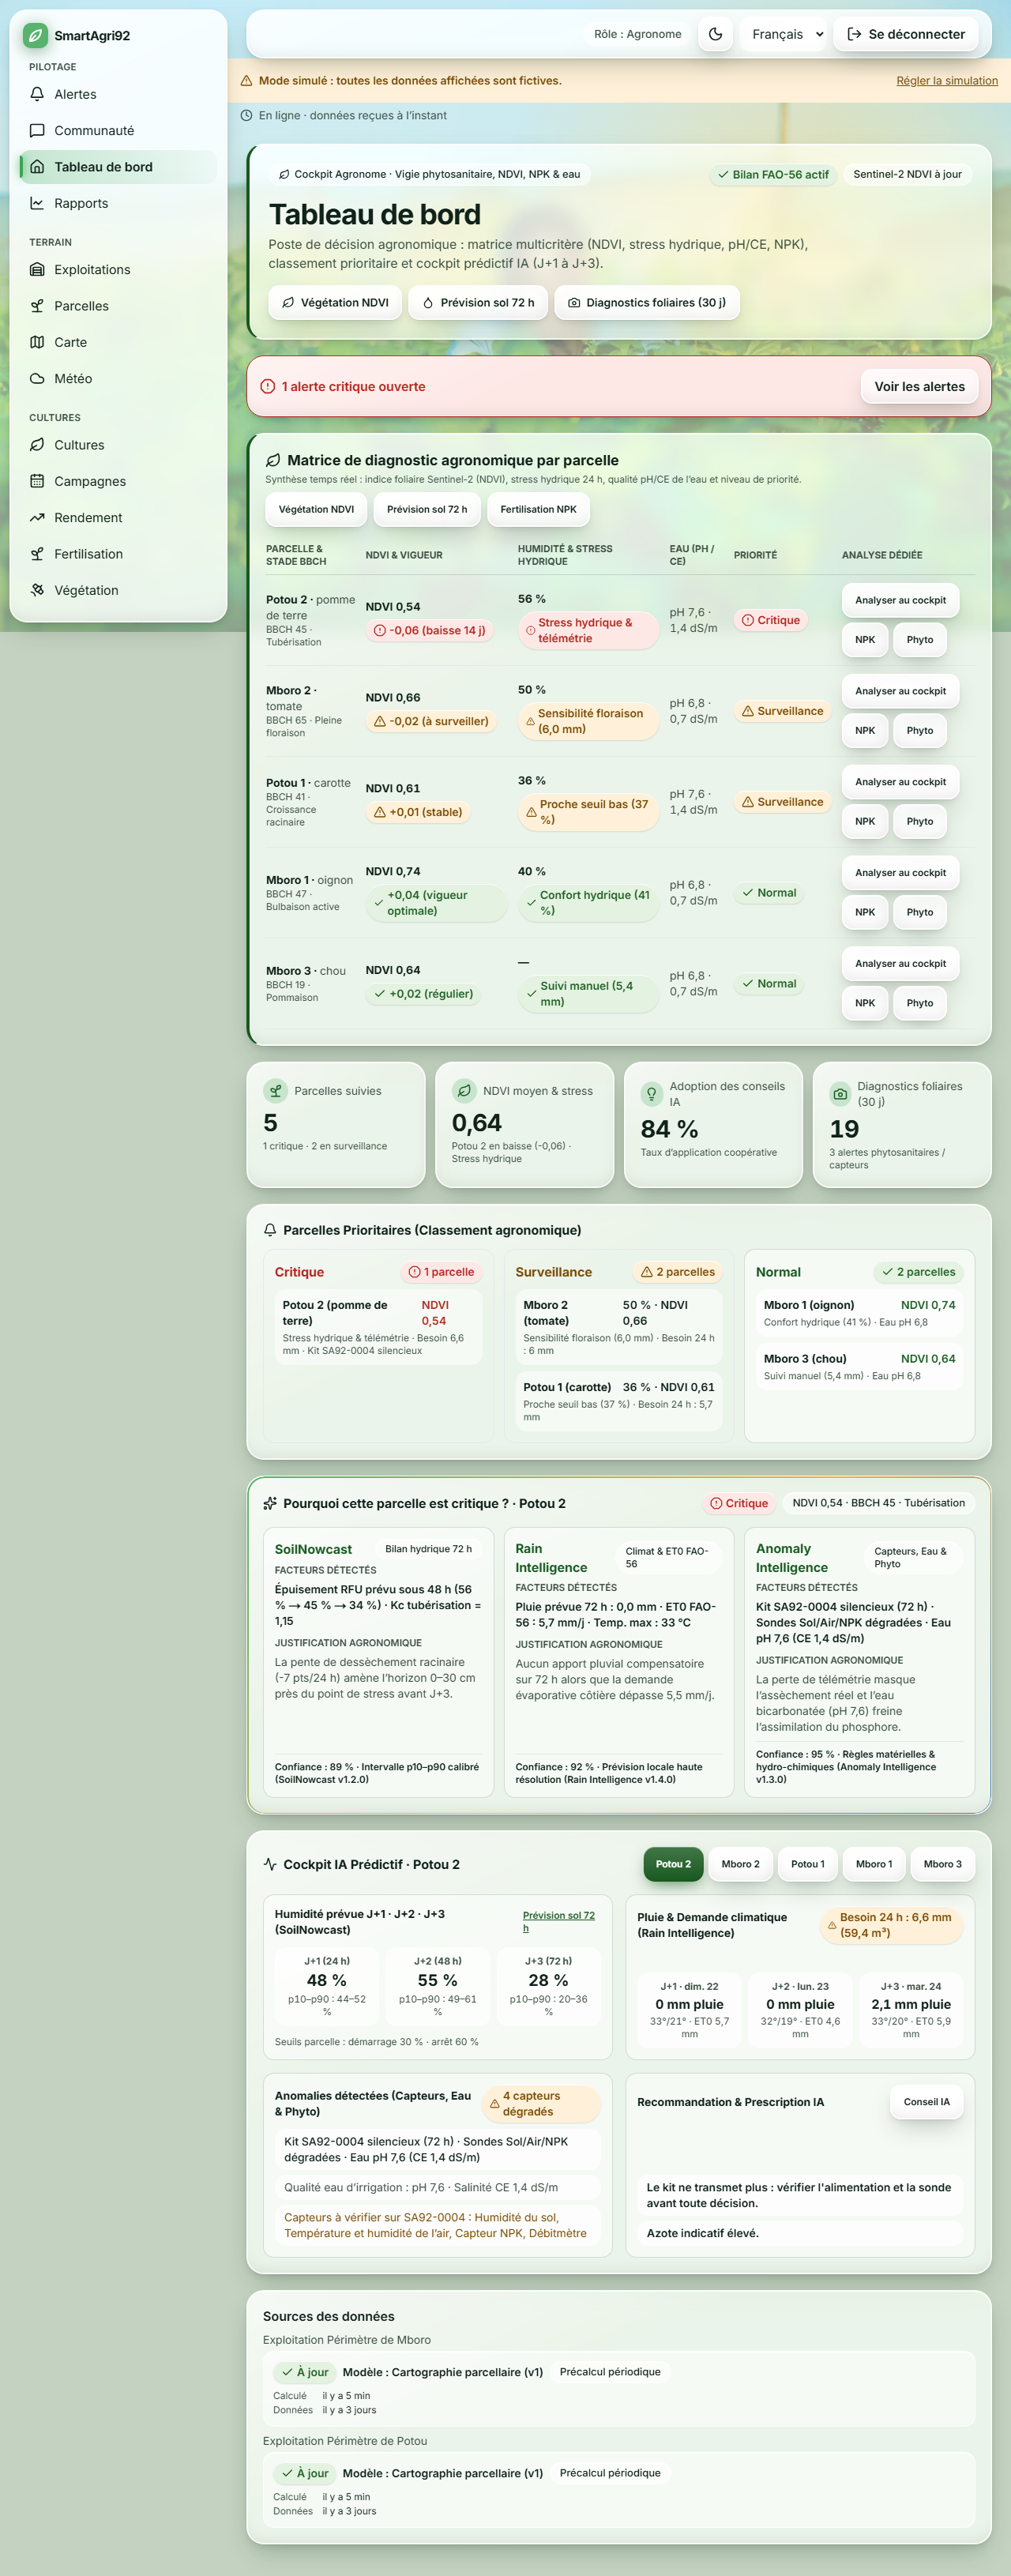 SmartAgri92
PILOTAGE
Alertes
Communauté
Tableau de bord
Rapports
TERRAIN
Exploitations
Parcelles
Carte
Météo
CULTURES
Cultures
Campagnes
Rendement
Fertilisation
Végétation
Rôle : Agronome
Français
Se déconnecter
Mode simulé : toutes les données affichées sont fictives.
Régler la simulation
En ligne · données reçues à l’instant
Cockpit Agronome · Vigie phytosanitaire, NDVI, NPK & eau
Bilan FAO-56 actif
Sentinel-2 NDVI à jour
Tableau de bord
Poste de décision agronomique : matrice multicritère (NDVI, stress hydrique, pH/CE, NPK),
classement prioritaire et cockpit prédictif IA (J+1 à J+3).
Végétation NDVI
Prévision sol 72 h
Diagnostics foliaires (30 j)
1 alerte critique ouverte
Voir les alertes
Matrice de diagnostic agronomique par parcelle
Synthèse temps réel : indice foliaire Sentinel-2 (NDVI), stress hydrique 24 h, qualité pH/CE de l’eau et niveau de priorité.
Végétation NDVI
Prévision sol 72 h
Fertilisation NPK
PARCELLE &
STADE BBCH
NDVI & VIGUEUR
HUMIDITÉ & STRESS
HYDRIQUE
EAU (PH /
CE)
PRIORITÉ
ANALYSE DÉDIÉE
Potou 2 · pomme
de terre
BBCH 45 ·
Tubérisation
NDVI 0,54
-0,06 (baisse 14 j)
56 %
Stress hydrique &
télémétrie
pH 7,6 ·
1,4 dS/m
Critique
Analyser au cockpit
NPK
Phyto
Mboro 2 ·
tomate
BBCH 65 · Pleine
floraison
NDVI 0,66
-0,02 (à surveiller)
50 %
Sensibilité floraison
(6,0 mm)
pH 6,8 ·
0,7 dS/m
Surveillance
Analyser au cockpit
NPK
Phyto
Potou 1 · carotte
BBCH 41 ·
Croissance
racinaire
NDVI 0,61
+0,01 (stable)
36 %
Proche seuil bas (37
%)
pH 7,6 ·
1,4 dS/m
Surveillance
Analyser au cockpit
NPK
Phyto
Mboro 1 · oignon
BBCH 47 ·
Bulbaison active
NDVI 0,74
+0,04 (vigueur
optimale)
40 %
Confort hydrique (41
%)
pH 6,8 ·
0,7 dS/m
Normal
Analyser au cockpit
NPK
Phyto
Mboro 3 · chou
BBCH 19 ·
Pommaison
NDVI 0,64
+0,02 (régulier)
—
Suivi manuel (5,4
mm)
pH 6,8 ·
0,7 dS/m
Normal
Analyser au cockpit
NPK
Phyto
Parcelles suivies
5
1 critique · 2 en surveillance
NDVI moyen & stress
0,64
Potou 2 en baisse (-0,06) ·
Stress hydrique
Adoption des conseils
IA
84 %
Taux d’application coopérative
Diagnostics foliaires
(30 j)
19
3 alertes phytosanitaires /
capteurs
Parcelles Prioritaires (Classement agronomique)
Critique
1 parcelle
Potou 2 (pomme de
terre)
NDVI
0,54
Stress hydrique & télémétrie · Besoin 6,6
mm · Kit SA92-0004 silencieux
Surveillance
2 parcelles
Mboro 2
(tomate)
50 % · NDVI
0,66
Sensibilité floraison (6,0 mm) · Besoin 24 h
: 6 mm
Potou 1 (carotte)
36 % · NDVI 0,61
Proche seuil bas (37 %) · Besoin 24 h : 5,7
mm
Normal
2 parcelles
Mboro 1 (oignon)
NDVI 0,74
Confort hydrique (41 %) · Eau pH 6,8
Mboro 3 (chou)
NDVI 0,64
Suivi manuel (5,4 mm) · Eau pH 6,8
Pourquoi cette parcelle est critique ? · Potou 2
Critique
NDVI 0,54 · BBCH 45 · Tubérisation
SoilNowcast
Bilan hydrique 72 h
FACTEURS DÉTECTÉS
Épuisement RFU prévu sous 48 h (56
% → 45 % → 34 %) · Kc tubérisation =
1,15
JUSTIFICATION AGRONOMIQUE
La pente de dessèchement racinaire
(-7 pts/24 h) amène l’horizon 0–30 cm
près du point de stress avant J+3.
Confiance : 89 % · Intervalle p10–p90 calibré
(SoilNowcast v1.2.0)
Rain
Intelligence
Climat & ET0 FAO-
56
FACTEURS DÉTECTÉS
Pluie prévue 72 h : 0,0 mm · ET0 FAO-
56 : 5,7 mm/j · Temp. max : 33 °C
JUSTIFICATION AGRONOMIQUE
Aucun apport pluvial compensatoire
sur 72 h alors que la demande
évaporative côtière dépasse 5,5 mm/j.
Confiance : 92 % · Prévision locale haute
résolution (Rain Intelligence v1.4.0)
Anomaly
Intelligence
Capteurs, Eau &
Phyto
FACTEURS DÉTECTÉS
Kit SA92-0004 silencieux (72 h) ·
Sondes Sol/Air/NPK dégradées · Eau
pH 7,6 (CE 1,4 dS/m)
JUSTIFICATION AGRONOMIQUE
La perte de télémétrie masque
l’assèchement réel et l’eau
bicarbonatée (pH 7,6) freine
l’assimilation du phosphore.
Confiance : 95 % · Règles matérielles &
hydro-chimiques (Anomaly Intelligence
v1.3.0)
Cockpit IA Prédictif · Potou 2
Potou 2
Mboro 2
Potou 1
Mboro 1
Mboro 3
Humidité prévue J+1 · J+2 · J+3
(SoilNowcast)
Prévision sol 72
h
J+1 (24 h)
48 %
p10–p90 : 44–52
%
J+2 (48 h)
55 %
p10–p90 : 49–61
%
J+3 (72 h)
28 %
p10–p90 : 20–36
%
Seuils parcelle : démarrage 30 % · arrêt 60 %
Pluie & Demande climatique
(Rain Intelligence)
Besoin 24 h : 6,6 mm
(59,4 m³)
J+1 · dim. 22
0 mm pluie
33°/21° · ET0 5,7
mm
J+2 · lun. 23
0 mm pluie
32°/19° · ET0 4,6
mm
J+3 · mar. 24
2,1 mm pluie
33°/20° · ET0 5,9
mm
Anomalies détectées (Capteurs, Eau
& Phyto)
4 capteurs
dégradés
Kit SA92-0004 silencieux (72 h) · Sondes Sol/Air/NPK
dégradées · Eau pH 7,6 (CE 1,4 dS/m)
Qualité eau d’irrigation : pH 7,6 · Salinité CE 1,4 dS/m
Capteurs à vérifier sur SA92-0004 : Humidité du sol,
Température et humidité de l’air, Capteur NPK, Débitmètre
Recommandation & Prescription IA
Conseil IA
Le kit ne transmet plus : vérifier l'alimentation et la sonde
avant toute décision.
Azote indicatif élevé.
Sources des données
Exploitation Périmètre de Mboro
À jour
Modèle : Cartographie parcellaire (v1)
Précalcul périodique
Calculé il y a 5 min
Données il y a 3 jours
Exploitation Périmètre de Potou
À jour
Modèle : Cartographie parcellaire (v1)
Précalcul périodique
Calculé il y a 5 min
Données il y a 3 jours